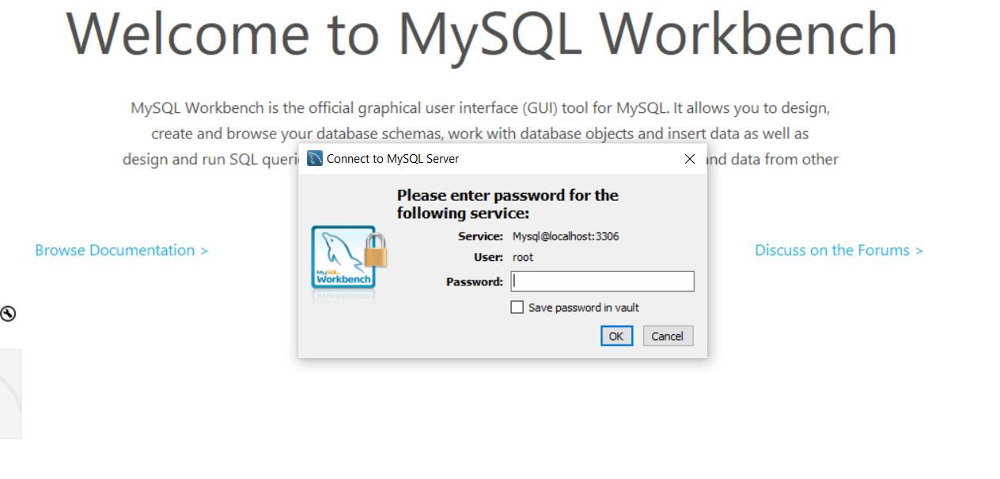 Welcome to MySQL Workbench
MySQL Workbench is the official graphical user interface (GUI) tool for MySQL. It allows you to design,
create and browse your database schemas, work with database objects and insert data as well as
design and run SQL queri
and data from other
Connect to MySQL Server
Please enter password for the
following service:
Service: Mysql@localhost:3306
User: root
Password:
Save password in vault
OK Cancel
MySQL
Workbench
Browse Documentation >
Discuss on the Forums >